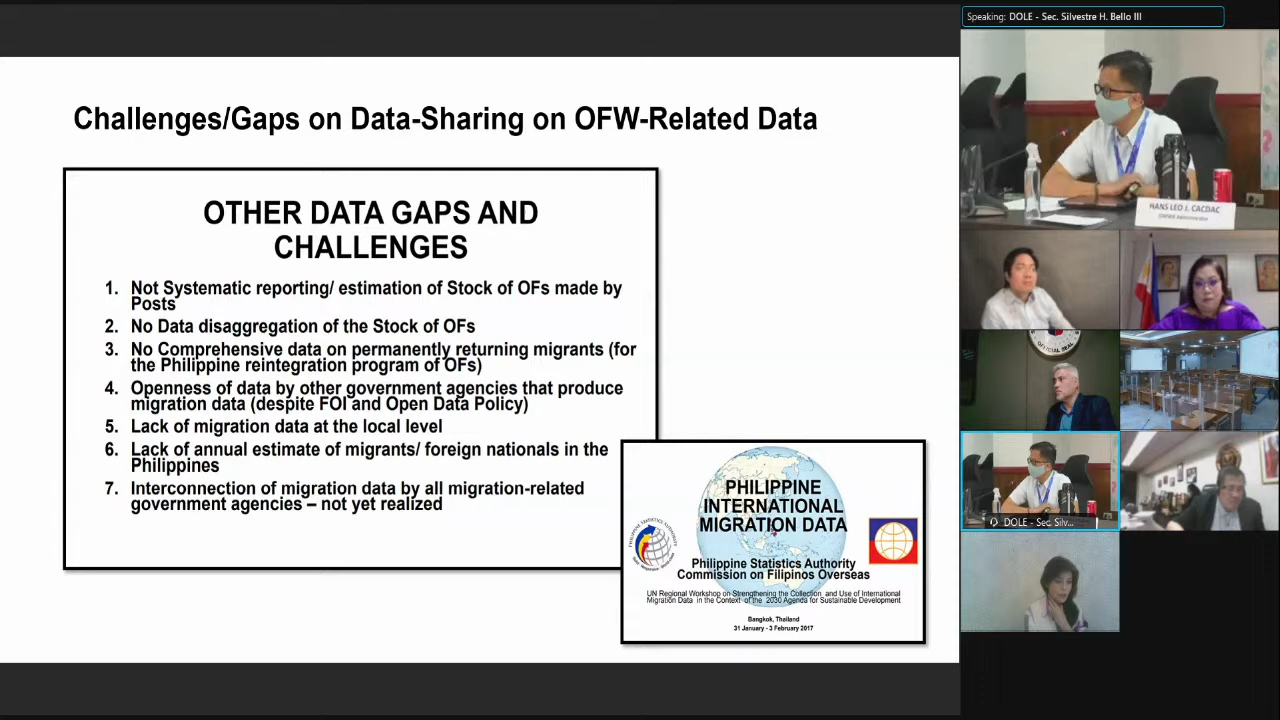 Speaking: DOLE - Sec. Silvestre H. Bello III
Challenges/Gaps on Data-Sharing on OFW-Related Data
OTHER DATA GAPS AND
CHALLENGES
1. Not Systematic reporting/ estimation of Stock of OFs made by
Posts
2. No Data disaggregation of the Stock of OFs
3. No Comprehensive data on permanently returning migrants (for
the Philippine reintegration program of OFs)
4. Openness of data by other government agencies that produce
migration data (despite FOI and Open Data Policy)
5. Lack of migration data at the local level
6. Lack of annual estimate of migrants/ foreign nationals in the
Philippines
7. Interconnection of migration data by all migration-related
government agencies – not yet realized
PHILIPPINE
INTERNATIONAL
MIGRATION DATA
PHILIPPINE STATISTICS AUTHORITY
Philippine Statistics Authority
Commission on Filipinos Overseas
UN Regional Workshop on Strengthening the Collection and Use of International
Migration Data in the Context of the 2030 Agenda for Sustainable Development
Bangkok, Thailand
31 January - 3 February 2017
HANS LEO J. CACDAC
OFFICIAL SEAL
DOLE - Sec. Silv...